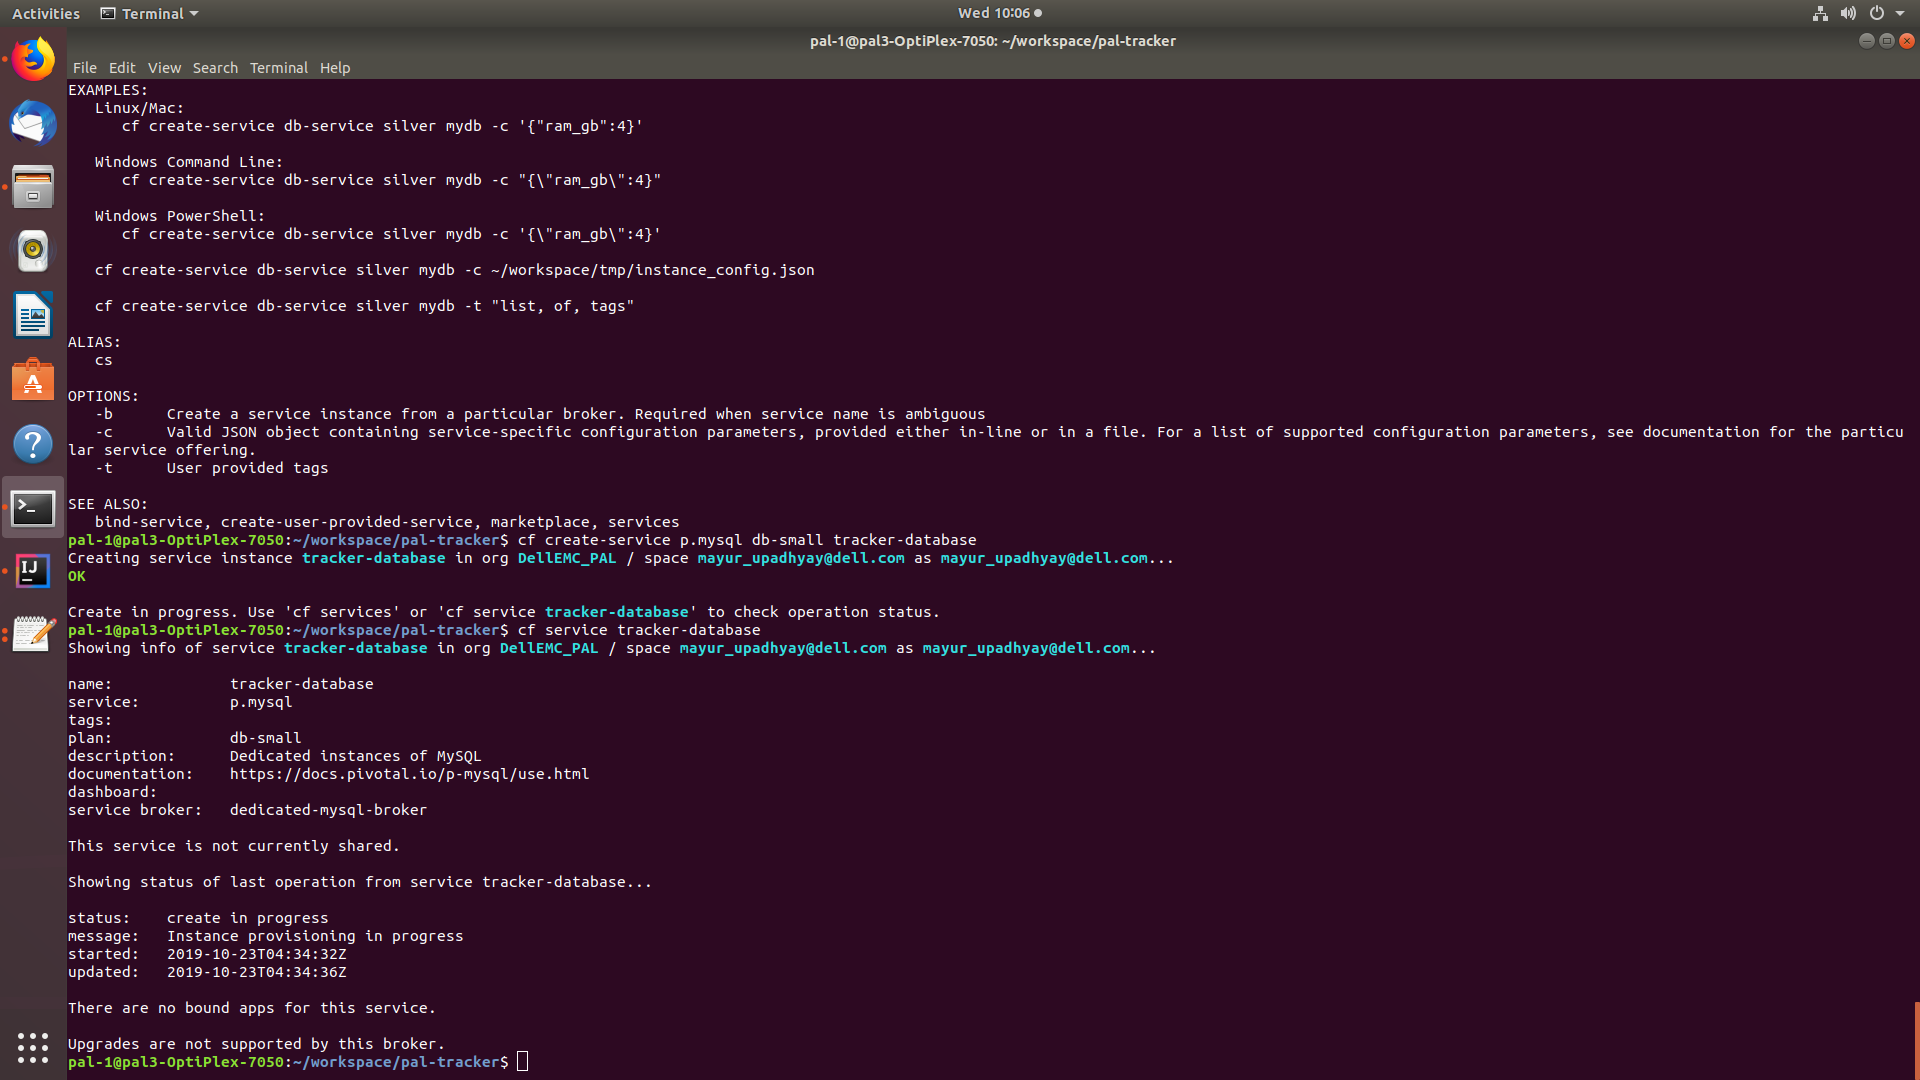 Activities Terminal Wed 10:06
pal-1@pal3-OptiPlex-7050: ~/workspace/pal-tracker
File Edit View Search Terminal Help
EXAMPLES:
Linux/Mac:
cf create-service db-service silver mydb -c '{"ram_gb":4}'
Windows Command Line:
cf create-service db-service silver mydb -c "{\"ram_gb\":4}"
Windows PowerShell:
cf create-service db-service silver mydb -c '{\"ram_gb\":4}'
cf create-service db-service silver mydb -c ~/workspace/tmp/instance_config.json
cf create-service db-service silver mydb -t "list, of, tags"
ALIAS:
cs
OPTIONS:
-b Create a service instance from a particular broker. Required when service name is ambiguous
-c Valid JSON object containing service-specific configuration parameters, provided either in-line or in a file. For a list of supported configuration parameters, see documentation for the particu
lar service offering.
-t User provided tags
SEE ALSO:
bind-service, create-user-provided-service, marketplace, services
pal-1@pal3-OptiPlex-7050:~/workspace/pal-tracker$ cf create-service p.mysql db-small tracker-database
Creating service instance tracker-database in org DellEMC_PAL / space mayur_upadhyay@dell.com as mayur_upadhyay@dell.com...
OK
Create in progress. Use 'cf services' or 'cf service tracker-database' to check operation status.
pal-1@pal3-OptiPlex-7050:~/workspace/pal-tracker$ cf service tracker-database
Showing info of service tracker-database in org DellEMC_PAL / space mayur_upadhyay@dell.com as mayur_upadhyay@dell.com...
name: tracker-database
service: p.mysql
tags:
plan: db-small
description: Dedicated instances of MySQL
documentation: https://docs.pivotal.io/p-mysql/use.html
dashboard:
service broker: dedicated-mysql-broker
This service is not currently shared.
Showing status of last operation from service tracker-database...
status: create in progress
message: Instance provisioning in progress
started: 2019-10-23T04:34:32Z
updated: 2019-10-23T04:34:36Z
There are no bound apps for this service.
Upgrades are not supported by this broker.
pal-1@pal3-OptiPlex-7050:~/workspace/pal-tracker$